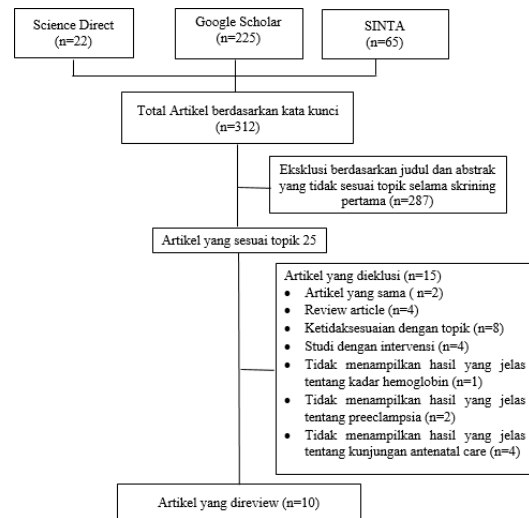 Science Direct
(n=22)
Google Scholar
(n=225)
SINTA
(n=65)
Total Artikel berdasarkan kata kunci
(n=312)
Eksklusi berdasarkan judul dan abstrak
yang tidak sesuai topik selama skrining
pertama (n=287)
Artikel yang sesuai topik 25
Artikel yang dieklusi (n=15)
• Artikel yang sama ( n=2)
• Review article (n=4)
• Ketidaksesuaian dengan topik (n=8)
• Studi dengan intervensi (n=4)
• Tidak menampilkan hasil yang jelas
tentang kadar hemoglobin (n=1)
• Tidak menampilkan hasil yang jelas
tentang preeclampsia (n=2)
• Tidak menampilkan hasil yang jelas
tentang kunjungan antenatal care (n=4)
Artikel yang direview (n=10)